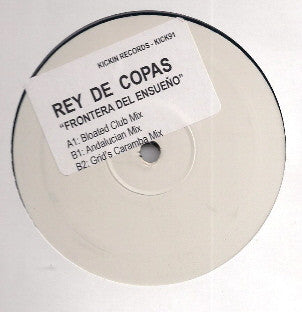 KICKIN RECORDS - KICK91
REY DE COPAS
"FRONTERA DEL ENSUEÑO"
A1: Bloated Club Mix
B1: Andalucian Mix
B2: Grid's Caramba Mix